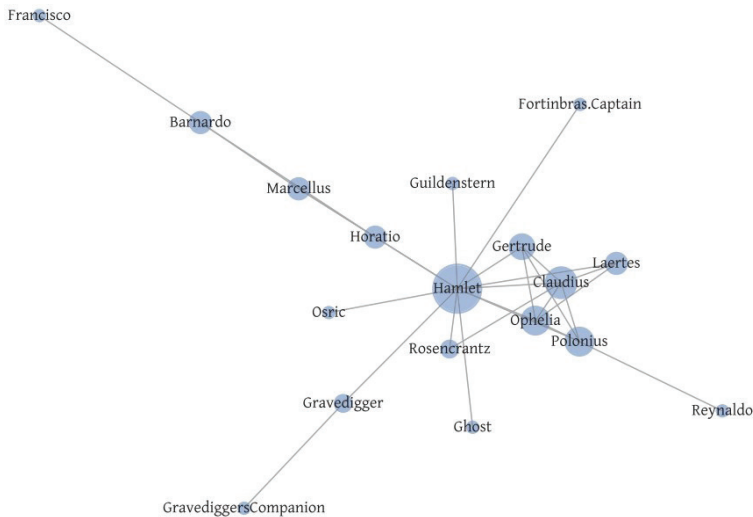 Francisco
Fortinbras.Captain
Barnardo
Marcellus
Guildenstern
Horatio
Gertrude
Laertes
Hamlet
Claudius
Osric
Ophelia
Rosencrantz
Polonius
Gravedigger
Reynaldo
Ghost
GravediggersCompanion